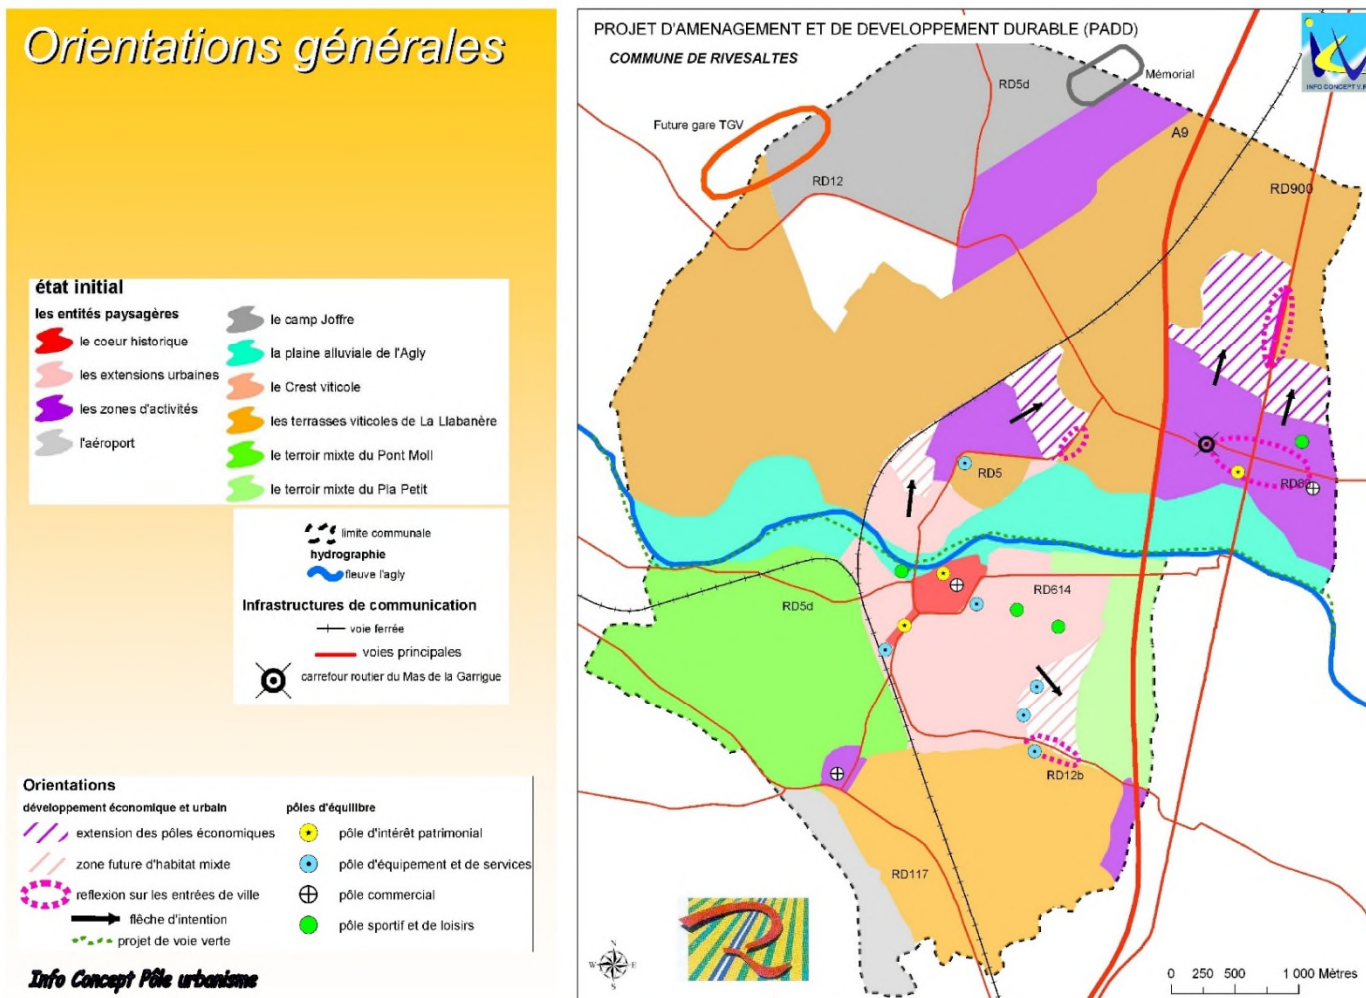 Orientations générales
état initial
les entités paysagères
le coeur historique
les extensions urbaines
les zones d'activités
l'aéroport
le camp Joffre
la plaine alluviale de l'Agly
le Crest viticole
les terrasses viticoles de La Llabanère
le terroir mixte du Pont Moll
le terroir mixte du Pla Petit
limite communale
hydrographie
fleuve l'agly
Infrastructures de communication
voie ferrée
voies principales
carrefour routier du Mas de la Garrigue
Orientations
développement économique et urbain
extension des pôles économiques
zone future d'habitat mixte
reflexion sur les entrées de ville
flèche d'intention
projet de voie verte
pôles d'équilibre
pôle d'intérêt patrimonial
pôle d'équipement et de services
pôle commercial
pôle sportif et de loisirs
Info Concept Pôle urbanisme
PROJET D'AMENAGEMENT ET DE DEVELOPPEMENT DURABLE (PADD)
COMMUNE DE RIVESALTES
Mémorial
RD5d
Future gare TGV
A9
RD12
RD900
RD5
RD5d
RD614
RD12b
RD117
N
W E
S
0 250 500 1 000 Mètres